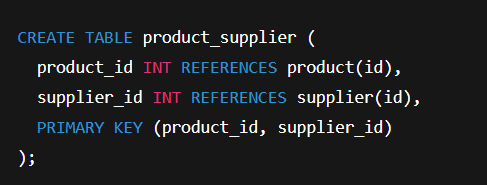 CREATE TABLE product_supplier (
  product_id INT REFERENCES product(id),
  supplier_id INT REFERENCES supplier(id),
  PRIMARY KEY (product_id, supplier_id)
);